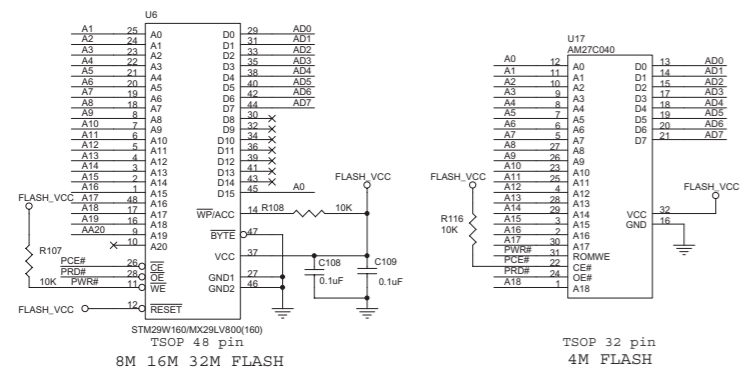 U6
A1 25 A0 D0 29 AD0
A2 24 A1 D1 31 AD1
A3 23 A2 D2 33 AD2
A4 22 A3 D3 35 AD3
A5 21 A4 D4 38 AD4
A6 20 A5 D5 40 AD5
A7 19 A6 D6 42 AD6
A8 18 A7 D7 44 AD7
A9 8 A8 D8 30
A10 7 A9 D9 32
A11 6 A10 D10 34
A12 5 A11 D11 36
A13 4 A12 D12 39
A14 3 A13 D13 41
A15 2 A14 D14 43
A16 1 A15 D15 45 A0
A17 48 A16
A18 17 A17
A19 16 A18
AA20 9 A19
10 A20
WP/ACC 14 R108 10K
BYTE 47
VCC 37
FLASH_VCC
FLASH_VCC
R107
10K
PCE# 26 CE
PRD# 28 OE
PWR# 11 WE
GND1 27
GND2 46
C108
0.1uF
C109
0.1uF
FLASH_VCC 12 RESET
STM29W160/MX29LV800(160)
TSOP 48 pin
8M 16M 32M FLASH
U17
AM27C040
A0 12 A0 D0 13 AD0
A1 11 A1 D1 14 AD1
A2 10 A2 D2 15 AD2
A3 9 A3 D3 17 AD3
A4 8 A4 D4 18 AD4
A5 7 A5 D5 19 AD5
A6 6 A6 D6 20 AD6
A7 5 A7 D7 21 AD7
A8 27 A8
A9 26 A9
A10 23 A10
A11 25 A11
A12 4 A12
A13 28 A13
A14 29 A14
A15 3 A15
A16 2 A16
A17 30 A17
PWR# 31 ROMWE
PCE# 22 CE#
PRD# 24 OE#
A18 1 A18
FLASH_VCC
R116
10K
FLASH_VCC
VCC 32
GND 16
TSOP 32 pin
4M FLASH